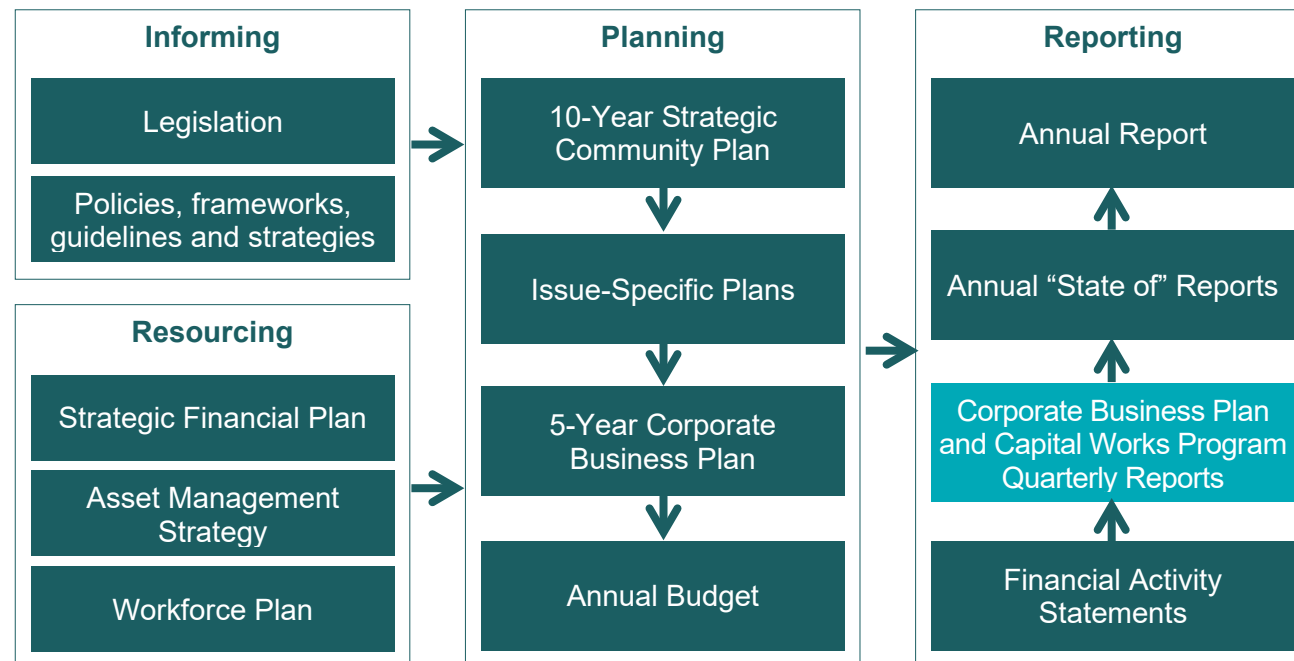 Informing
Legislation
Policies, frameworks,
guidelines and strategies
Resourcing
Strategic Financial Plan
Asset Management
Strategy
Workforce Plan
Planning
10-Year Strategic
Community Plan
Issue-Specific Plans
5-Year Corporate
Business Plan
Annual Budget
Reporting
Annual Report
Annual “State of” Reports
Corporate Business Plan
and Capital Works Program
Quarterly Reports
Financial Activity
Statements